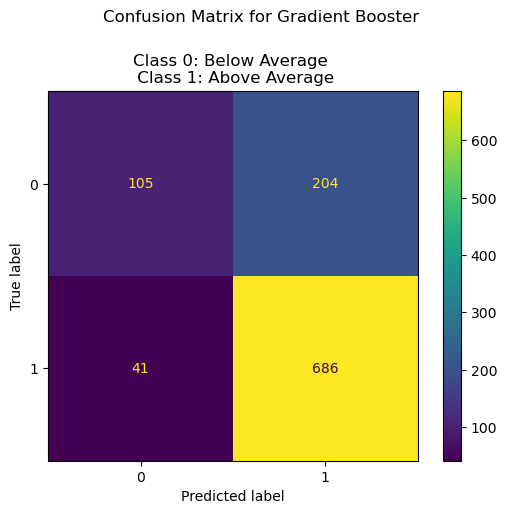 Confusion Matrix for Gradient Booster
Class 0: Below Average
Class 1: Above Average
0
105
204
1
41
686
0
1
Predicted label
True label
600
500
400
300
200
100